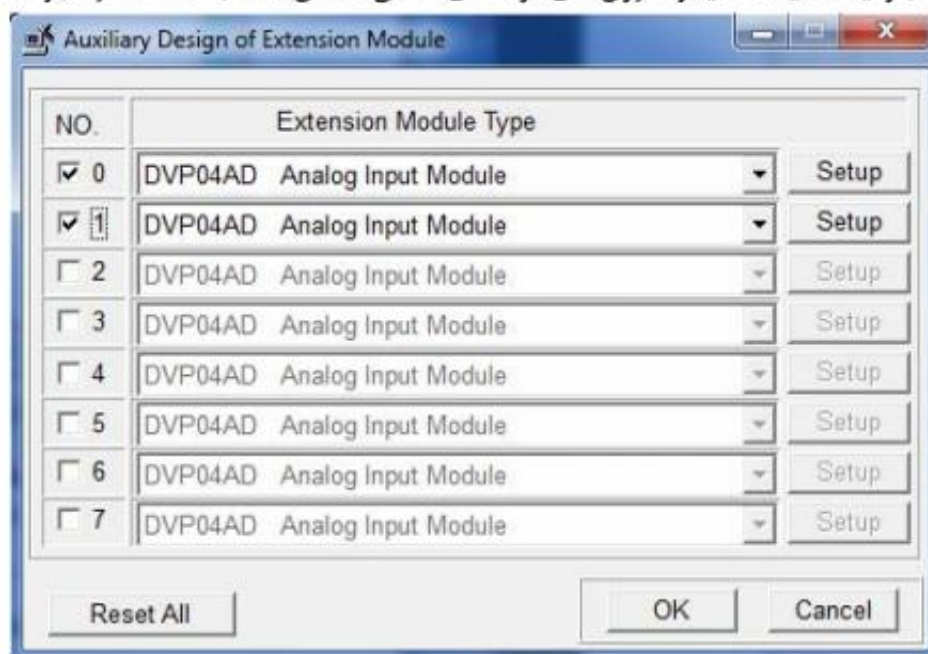 Auxiliary Design of Extension Module
NO. Extension Module Type
0 DVP04AD Analog Input Module Setup
1 DVP04AD Analog Input Module Setup
2 DVP04AD Analog Input Module Setup
3 DVP04AD Analog Input Module Setup
4 DVP04AD Analog Input Module Setup
5 DVP04AD Analog Input Module Setup
6 DVP04AD Analog Input Module Setup
7 DVP04AD Analog Input Module Setup
Reset All OK Cancel